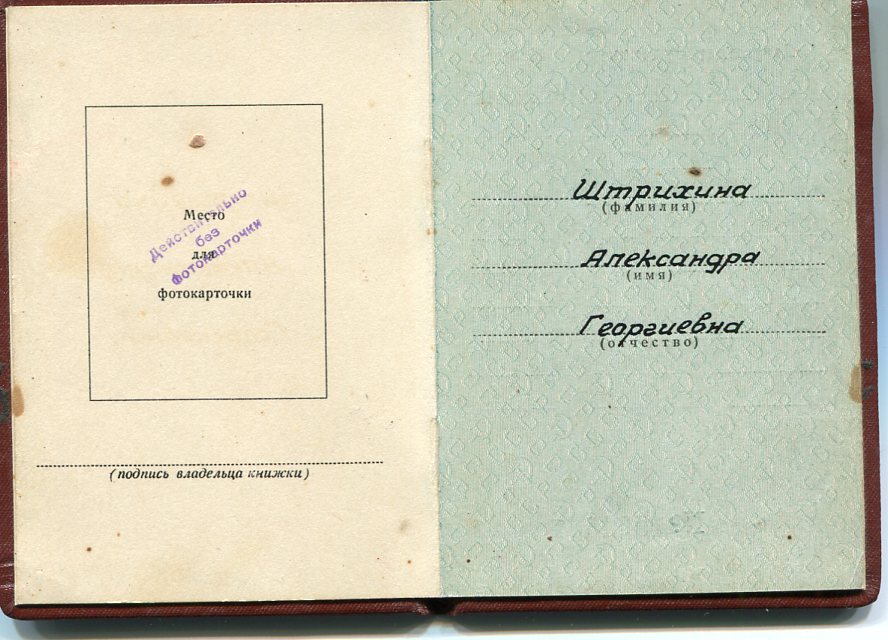 Место
для
фотокарточки
Действительно
без
фотокарточки
(подпись владельца книжки)
Штрихина
(фамилия)
Александра
(имя)
Георгиевна
(отчество)